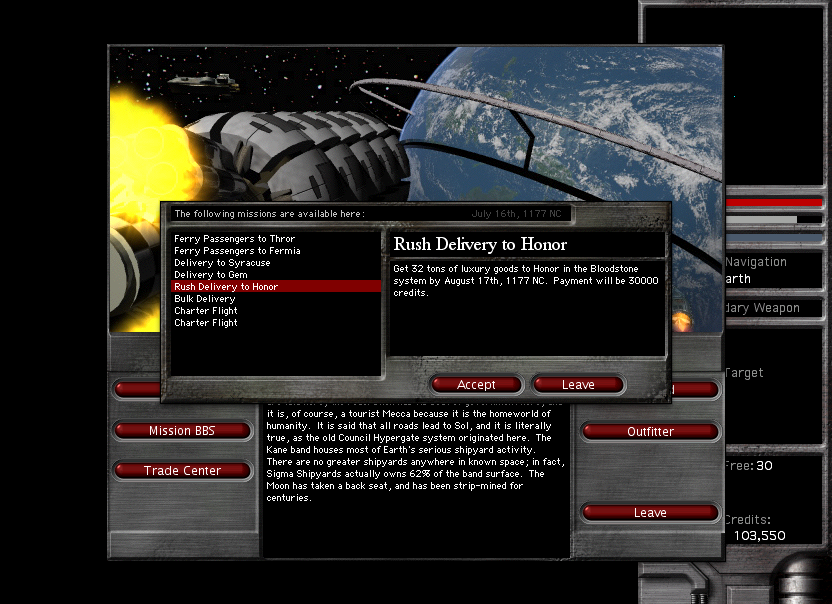 The following missions are available here:
July 16th, 1177 NC
Ferry Passengers to Thror
Ferry Passengers to Fermia
Delivery to Syracuse
Delivery to Gem
Rush Delivery to Honor
Bulk Delivery
Charter Flight
Charter Flight
Rush Delivery to Honor
Get 32 tons of luxury goods to Honor in the Bloodstone
system by August 17th, 1177 NC. Payment will be 30000
credits.
Accept
Leave
it is, of course, a tourist Mecca because it is the homeworld of
humanity. It is said that all roads lead to Sol, and it is literally
true, as the old Council Hypergate system originated here. The
Kane band houses most of Earth's serious shipyard activity.
There are no greater shipyards anywhere in known space; in fact,
Sigma Shipyards actually owns 62% of the band surface. The
Moon has taken a back seat, and has been strip-mined for
centuries.
Mission BBS
Trade Center
Outfitter
Leave
Navigation
arth
dary Weapon
Target
Free: 30
Credits:
103,550